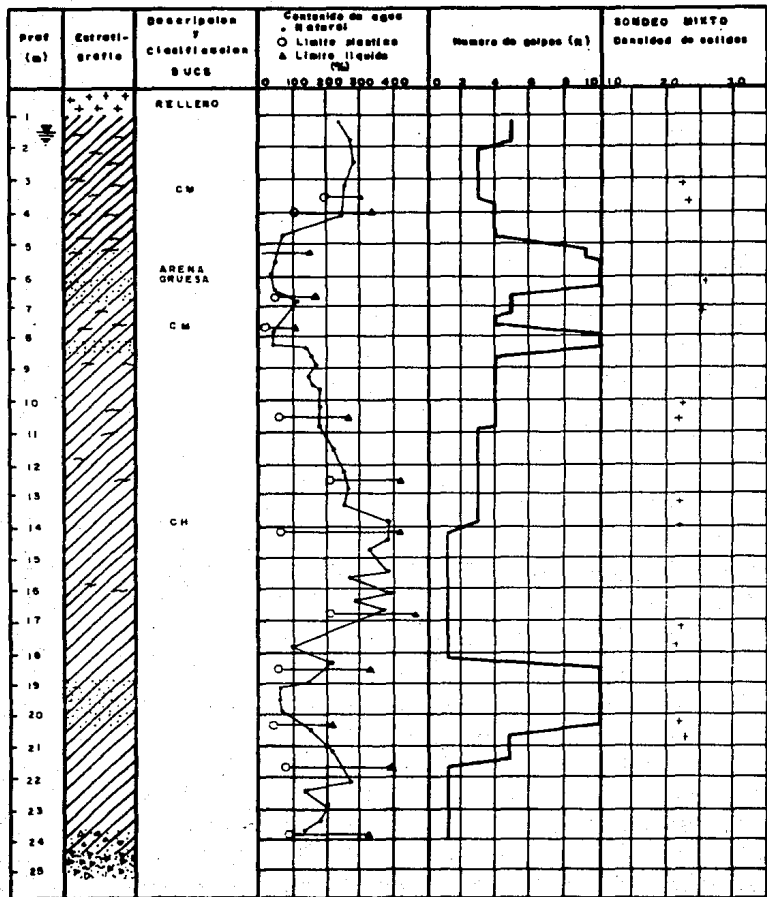 Prof
(m)
Estrati-
grafia
Descripcion
y
Clasificacion
SUCS
Contenido de agua
. Natural
O Limite plastico
▲ Limite liquido
(%)
0 100 200 300 400
Numero de golpes (n)
0 2 4 6 8 10
SONDEO MIXTO
Densidad de solidos
1.0 2.0 3.0
RELLENO
1
2
3
CM
4
5
ARENA
GRUESA
6
7
CM
8
9
10
11
12
13
CH
14
15
16
17
18
19
20
21
22
23
24
25